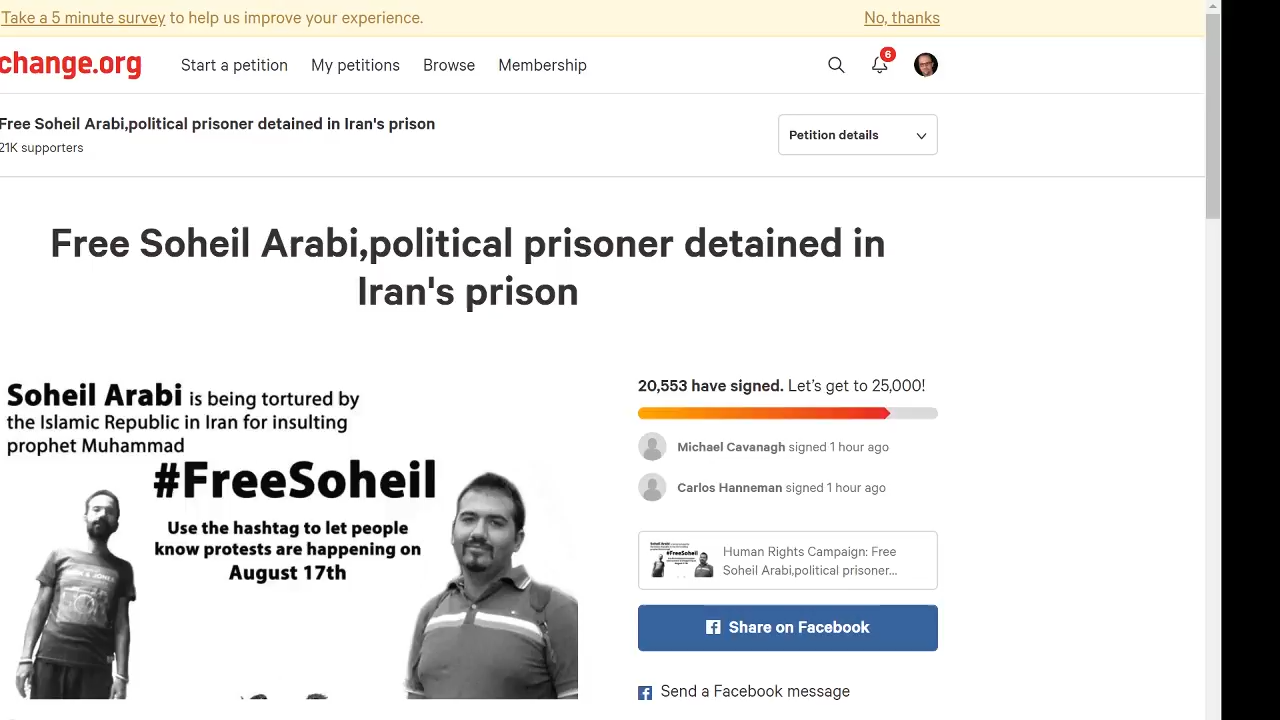 Take a 5 minute survey to help us improve your experience.
No, thanks
change.org
Start a petition
My petitions
Browse
Membership
6
Free Soheil Arabi,political prisoner detained in Iran's prison
21K supporters
Petition details
Free Soheil Arabi,political prisoner detained in
Iran's prison
Soheil Arabi is being tortured by
the Islamic Republic in Iran for insulting
prophet Muhammad
#FreeSoheil
Use the hashtag to let people
know protests are happening on
August 17th
20,553 have signed. Let's get to 25,000!
Michael Cavanagh signed 1 hour ago
Carlos Hanneman signed 1 hour ago
Human Rights Campaign: Free
Soheil Arabi,political prisoner...
Share on Facebook
Send a Facebook message